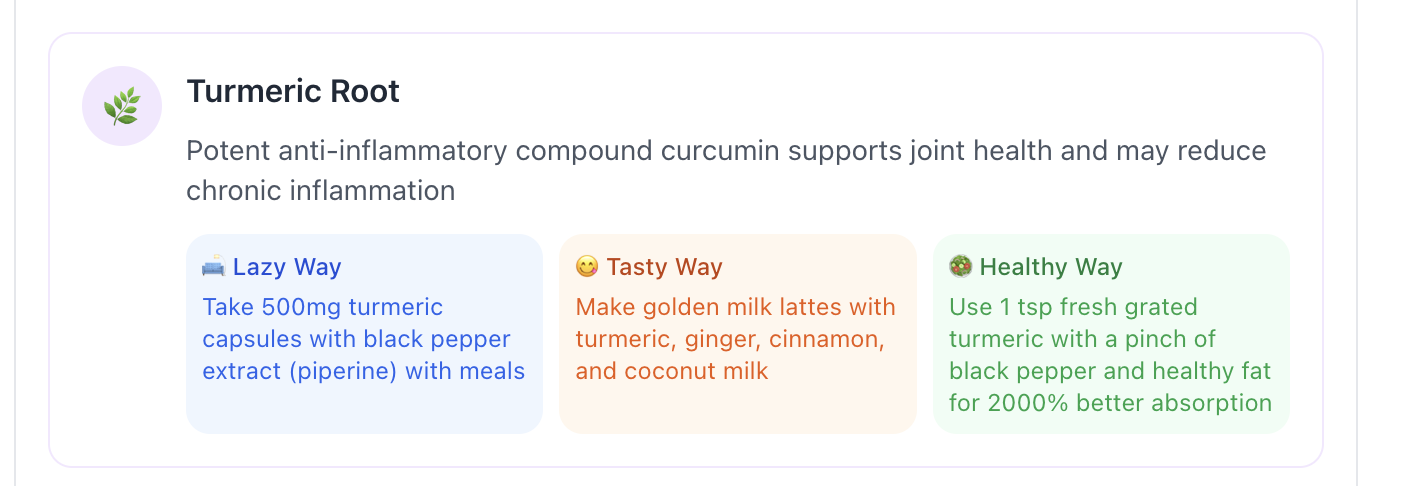 Turmeric Root
Potent anti-inflammatory compound curcumin supports joint health and may reduce
chronic inflammation
🛋️ Lazy Way
Take 500mg turmeric
capsules with black pepper
extract (piperine) with meals
😋 Tasty Way
Make golden milk lattes with
turmeric, ginger, cinnamon,
and coconut milk
🥗 Healthy Way
Use 1 tsp fresh grated
turmeric with a pinch of
black pepper and healthy fat
for 2000% better absorption